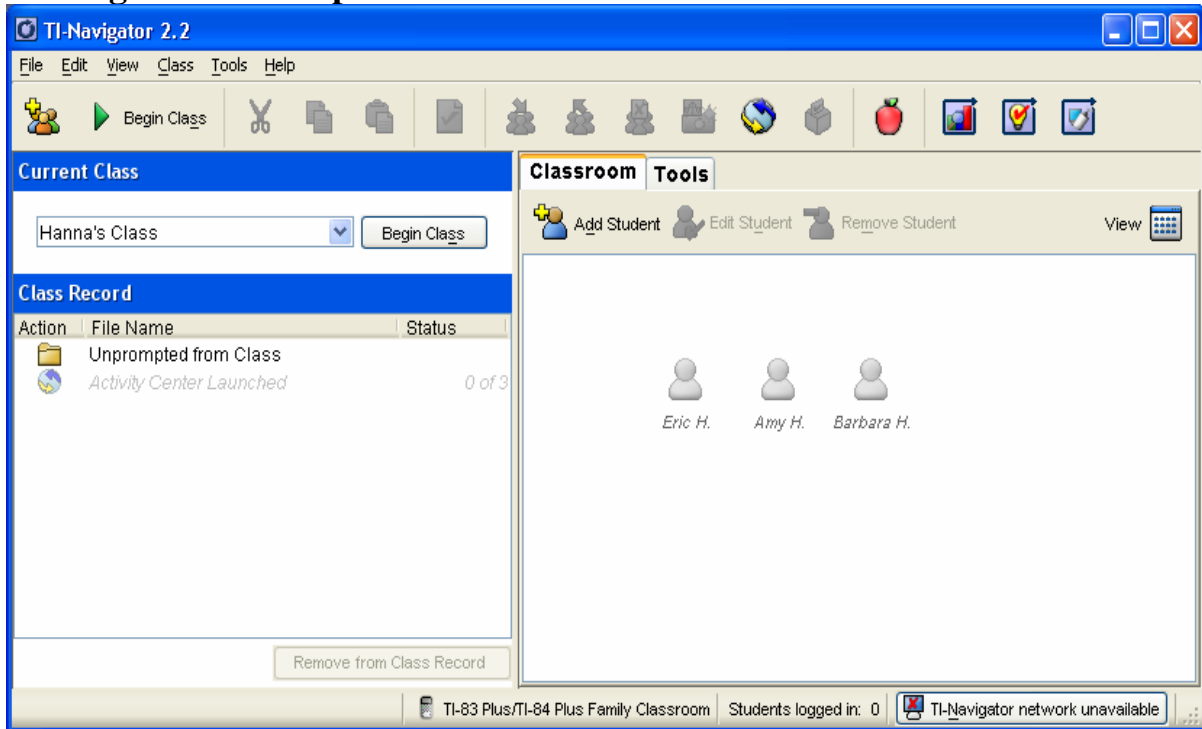 TI-Navigator 2.2
File Edit View Class Tools Help
Begin Class
Current Class
Hanna's Class
Begin Class
Class Record
Action File Name Status
Unprompted from Class
Activity Center Launched 0 of 3
Remove from Class Record
Classroom Tools
Add Student Edit Student Remove Student View
Eric H. Amy H. Barbara H.
TI-83 Plus/TI-84 Plus Family Classroom Students logged in: 0 TI-Navigator network unavailable